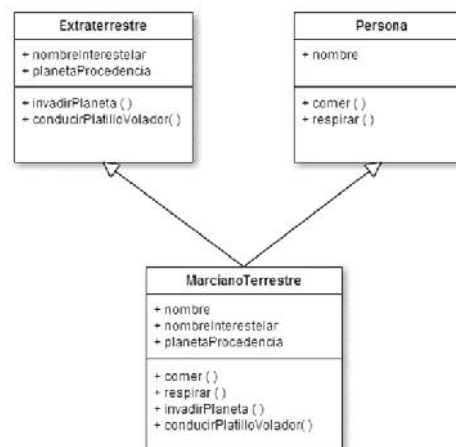 Extraterrestre
+ nombreInterestelar
+ planetaProcedencia
+ invadirPlaneta ( )
+ conducirPlatilloVolador( )
Persona
+ nombre
+ comer ( )
+ respirar ( )
MarcianoTerrestre
+ nombre
+ nombreInterestelar
+ planetaProcedencia
+ comer ( )
+ respirar ( )
+ invadirPlaneta ( )
+ conducirPlatilloVolador( )